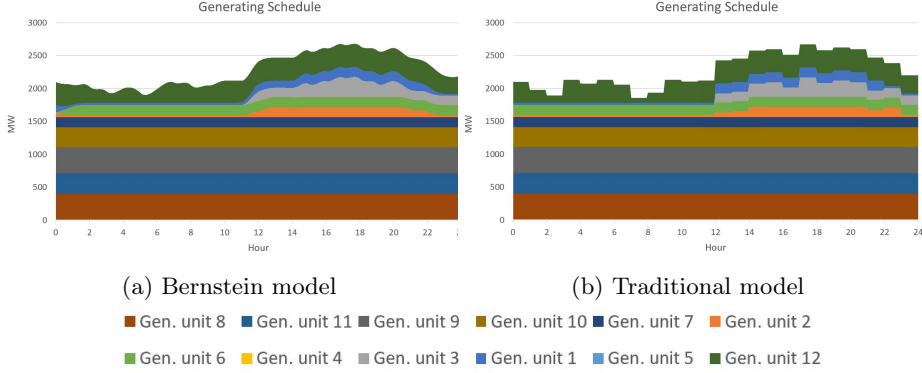 Generating Schedule
3000
2500
2000
1500
1000
500
0
MW
0 2 4 6 8 10 12 14 16 18 20 22
Hour
(a) Bernstein model
Generating Schedule
3000
2500
2000
1500
1000
500
0
MW
0 2 4 6 8 10 12 14 16 18 20 22 24
Hour
(b) Traditional model
Gen. unit 8 Gen. unit 11 Gen. unit 9 Gen. unit 10 Gen. unit 7 Gen. unit 2
Gen. unit 6 Gen. unit 4 Gen. unit 3 Gen. unit 1 Gen. unit 5 Gen. unit 12